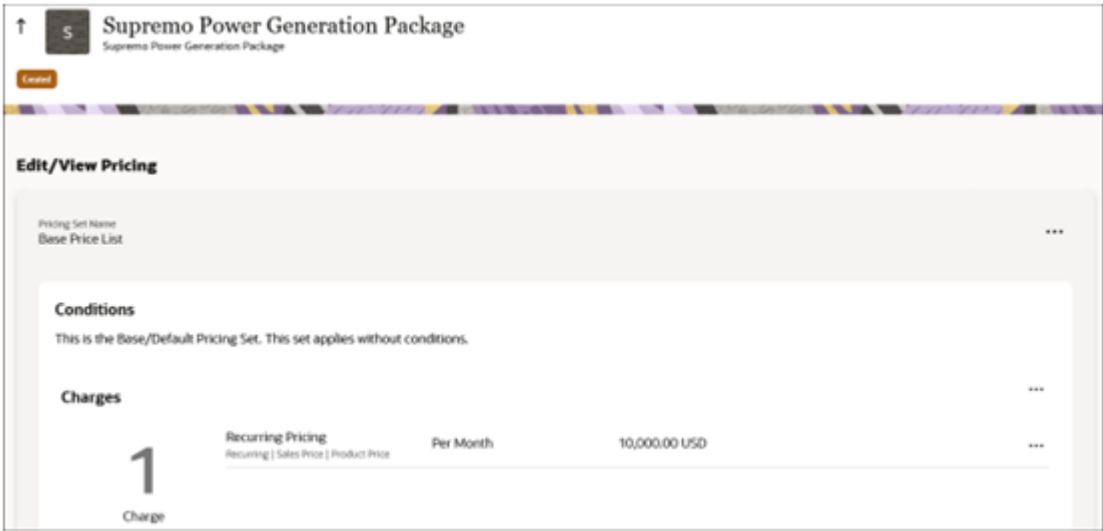 S
Supremo Power Generation Package
Supremo Power Generation Package
Created
Edit/View Pricing
Pricing Set Name
Base Price List
Conditions
This is the Base/Default Pricing Set. This set applies without conditions.
Charges
1
Charge
Recurring Pricing Per Month 10,000.00 USD
Recurring | Sales Price | Product Price